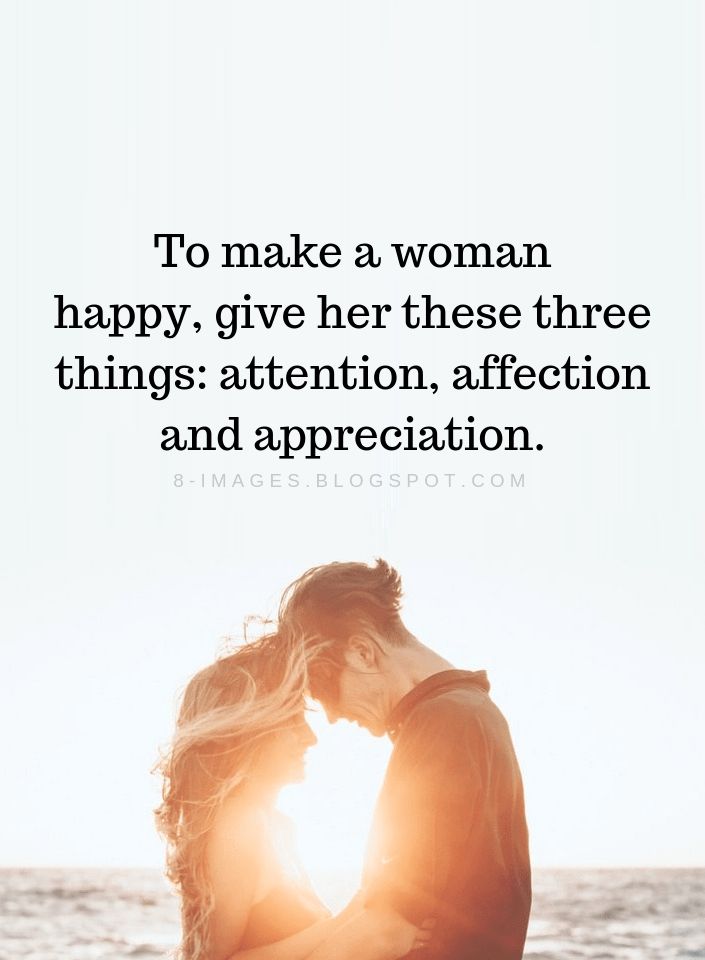 To make a woman
happy, give her these three
things: attention, affection
and appreciation.
8-IMAGES.BLOGSPOT.COM